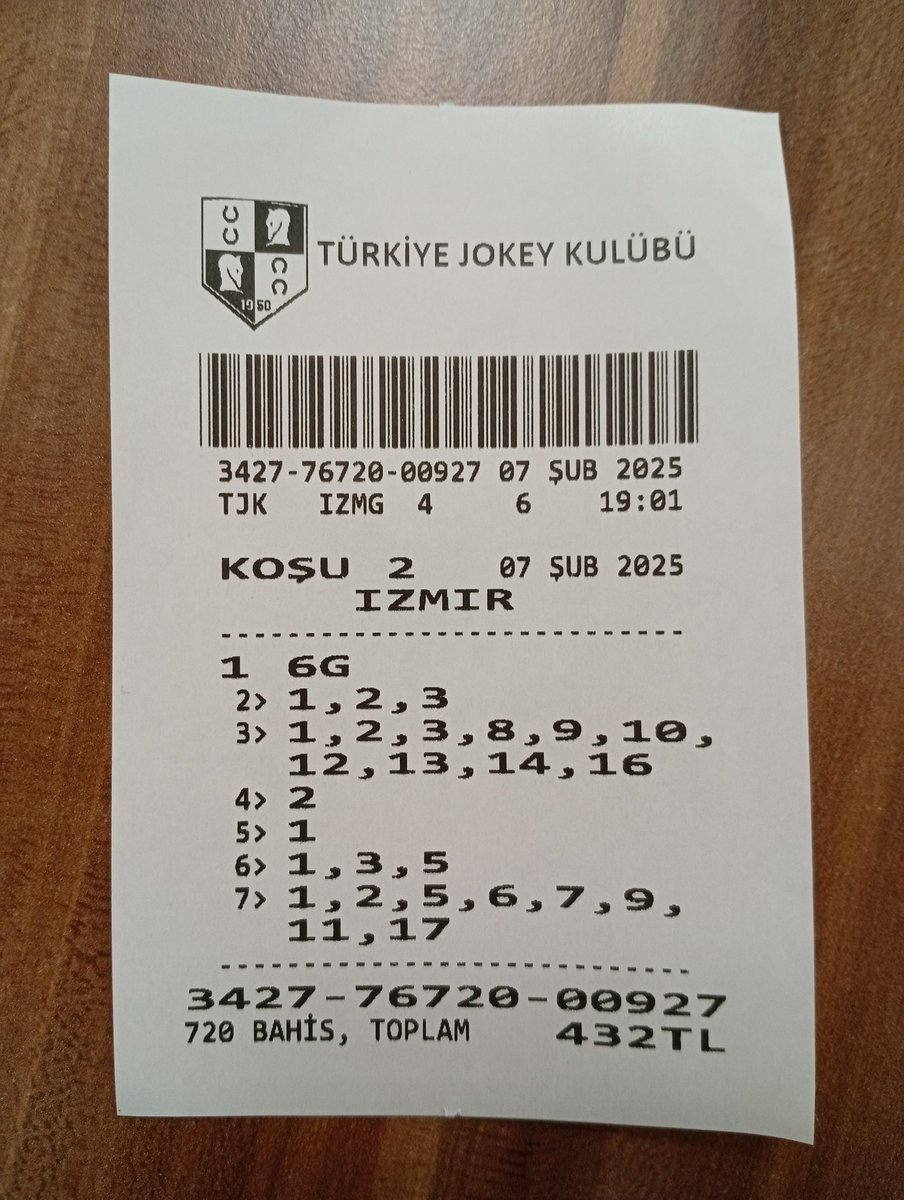 CC
CC
1950
TÜRKİYE JOKEY KULÜBÜ
3427-76720-00927 07 ŞUB 2025
TJK IZMG 4 6 19:01
KOŞU 2 07 ŞUB 2025
IZMIR
1 6G
2> 1,2,3
3> 1,2,3,8,9,10,
12,13,14,16
4> 2
5> 1
6> 1,3,5
7> 1,2,5,6,7,9,
11,17
3427-76720-00927
720 BAHİS, TOPLAM 432TL